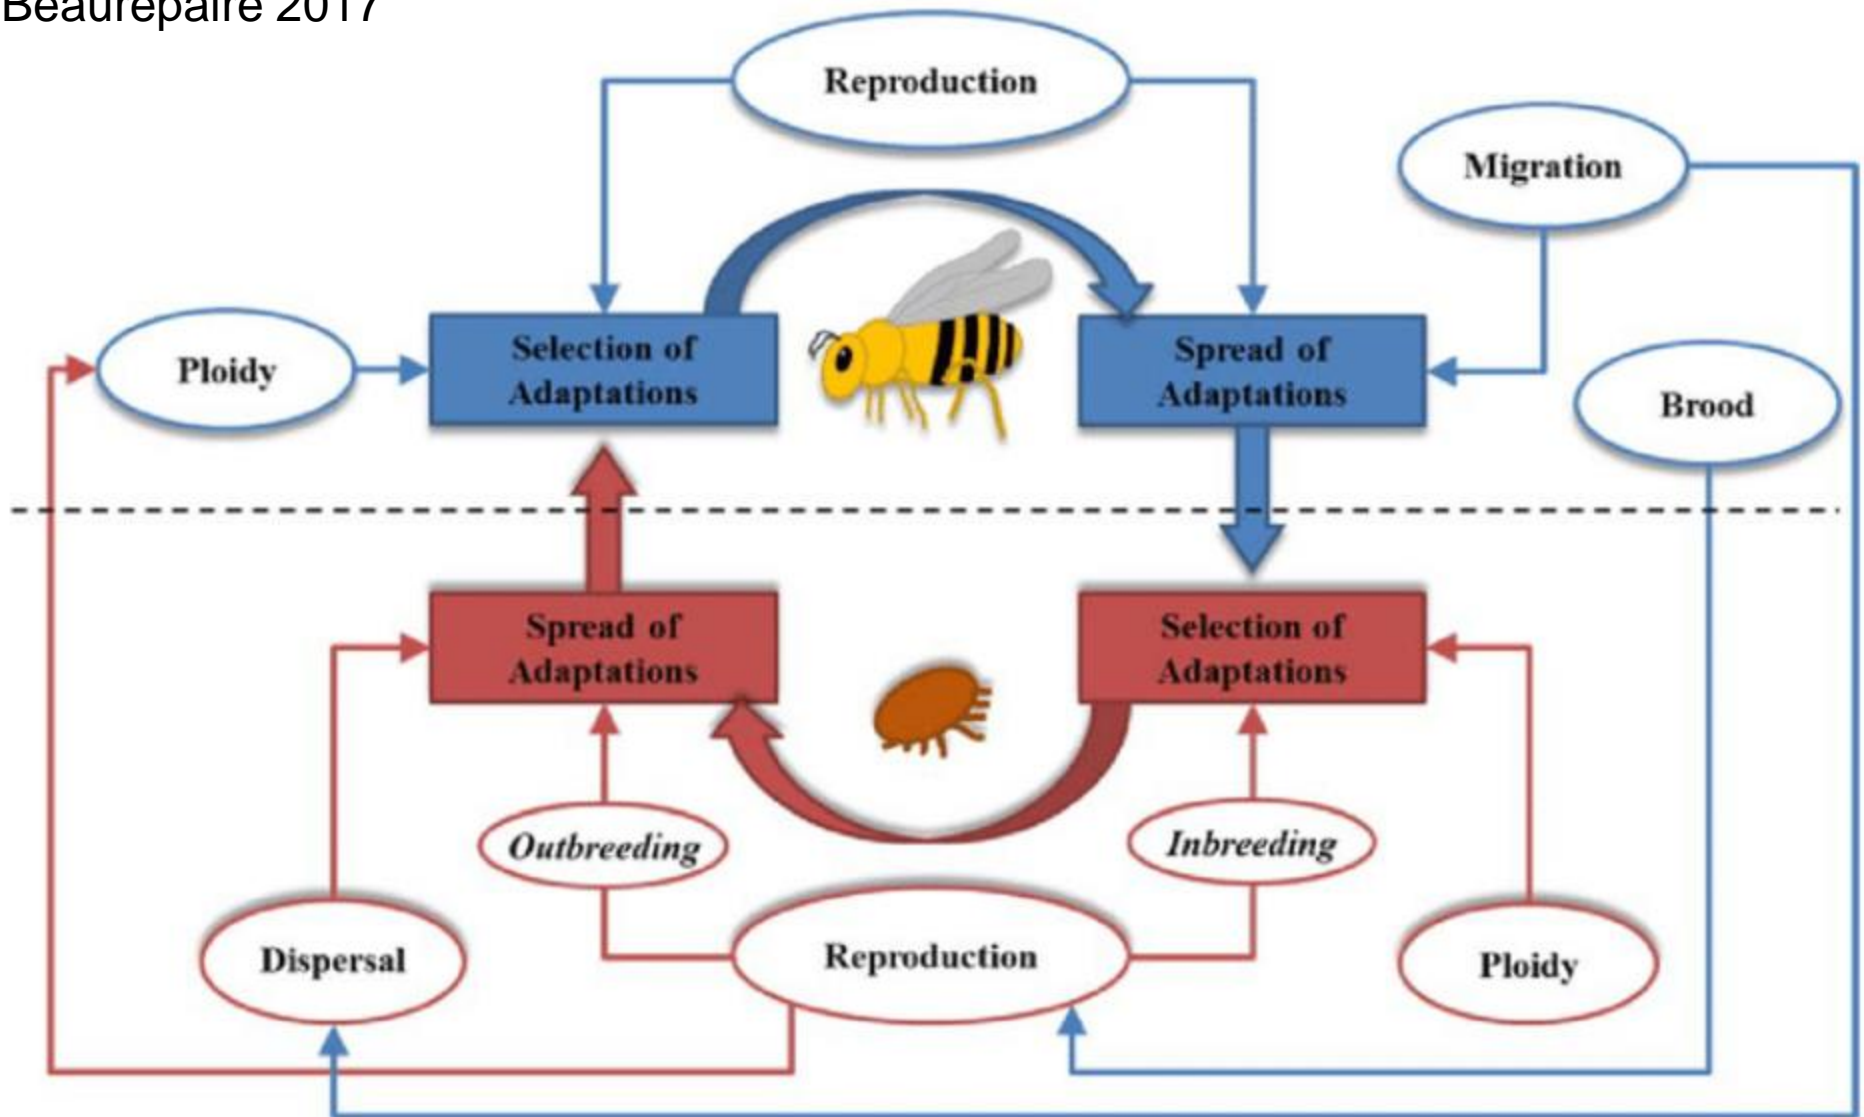 Beaurepaire 2017
Reproduction
Migration
Ploidy
Selection of
Adaptations
Spread of
Adaptations
Brood
Spread of
Adaptations
Selection of
Adaptations
Outbreeding
Inbreeding
Dispersal
Reproduction
Ploidy